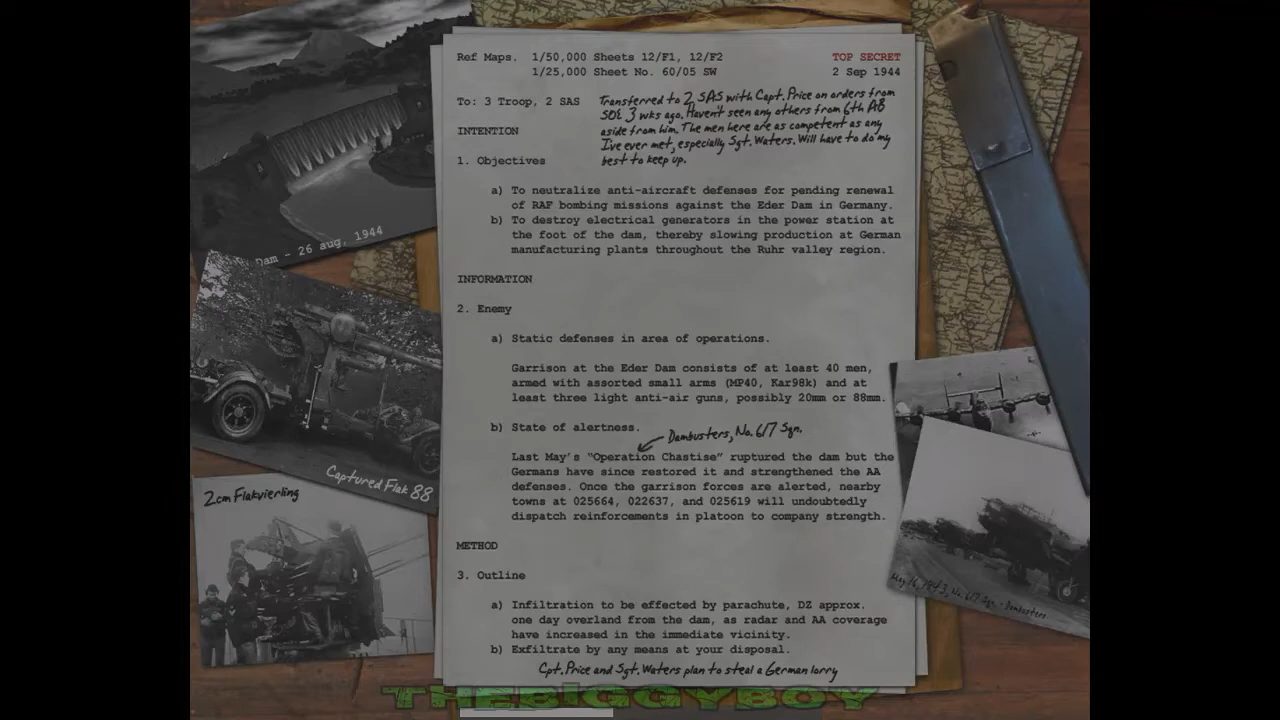 Ref Maps. 1/50,000 Sheets 12/F1, 12/F2
1/25,000 Sheet No. 60/05 SW
TOP SECRET
2 Sep 1944
To: 3 Troop, 2 SAS
Transferred to 2 SAS with Capt. Price on orders from
SOE 3 wks ago. Haven't seen any others from 6th AB
aside from him. The men here are as competent as any
I've ever met, especially Sgt. Waters. Will have to do my
best to keep up.
INTENTION
1. Objectives
a) To neutralize anti-aircraft defenses for pending renewal
of RAF bombing missions against the Eder Dam in Germany.
b) To destroy electrical generators in the power station at
the foot of the dam, thereby slowing production at German
manufacturing plants throughout the Ruhr valley region.
INFORMATION
2. Enemy
a) Static defenses in area of operations.
Garrison at the Eder Dam consists of at least 40 men,
armed with assorted small arms (MP40, Kar98k) and at
least three light anti-air guns, possibly 20mm or 88mm.
b) State of alertness.
Dambusters, No. 617 Sqn.
Last May's "Operation Chastise" ruptured the dam but the
Germans have since restored it and strengthened the AA
defenses. Once the garrison forces are alerted, nearby
towns at 025664, 022637, and 025619 will undoubtedly
dispatch reinforcements in platoon to company strength.
METHOD
3. Outline
a) Infiltration to be effected by parachute, DZ approx.
one day overland from the dam, as radar and AA coverage
have increased in the immediate vicinity.
b) Exfiltrate by any means at your disposal.
Cpt. Price and Sgt. Waters plan to steal a German lorry
Dam - 26 aug, 1944
Captured Flak 88
2cm Flakvierling
May 16, 1943, No. 617 Sqn. - Dambusters
THEBIGGYBOY